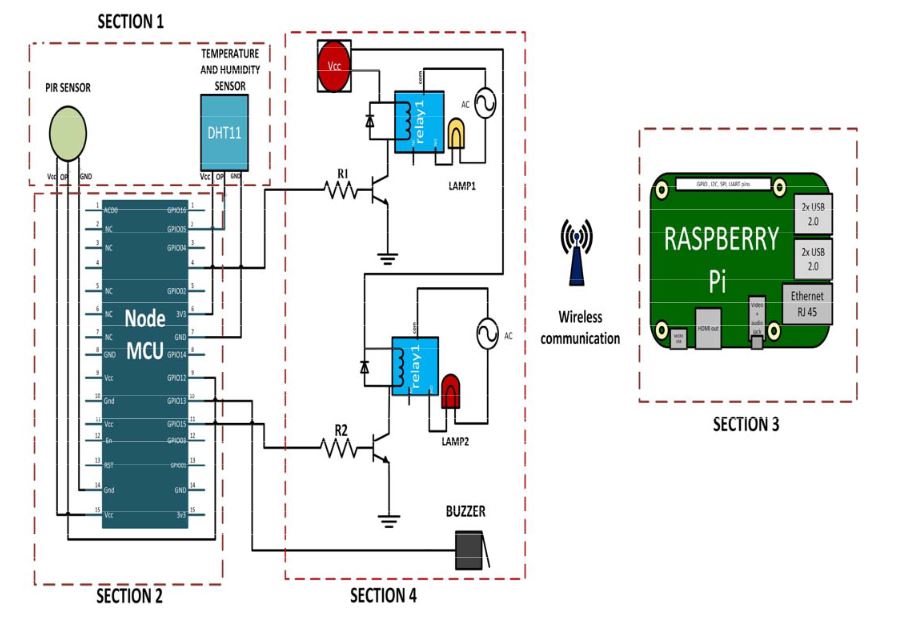 SECTION 1
TEMPERATURE
AND HUMIDITY
SENSOR
PIR SENSOR
DHT11
Vcc OP GND
Vcc OP GND
1 ACD0 GPIO16 1
2 NC GPIO05 2
3 NC GPIO04 3
4 4
5 NC GPIO02 5
6 NC 3V3 6
7 NC GND 7
8 GND GPIO14 8
9 Vcc GPIO12 9
10 Gnd GPIO13 10
11 Vcc GPIO15 11
12 En GPIO03 12
13 RST GPIO01 13
14 Gnd GND 14
15 Vcc 3v3 15
Node
MCU
SECTION 2
Vcc
com
relay1
AC
LAMP1
R1
com
relay1
AC
LAMP2
R2
BUZZER
SECTION 4
Wireless
communication
GPIO, I2C, SPI, UART pins
RASPBERRY
Pi
2x USB
2.0
2x USB
2.0
Ethernet
RJ 45
HDMI out
Video
+
audio
jack
SECTION 3